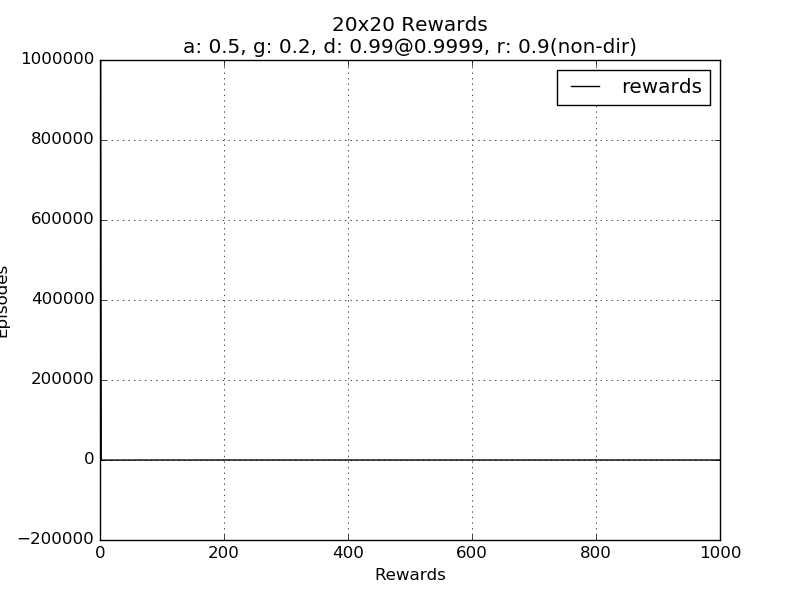 20x20 Rewards
a: 0.5, g: 0.2, d: 0.99@0.9999, r: 0.9(non-dir)
1000000
rewards
800000
600000
400000
Episodes
200000
0
−200000
0 200 400 600 800 1000
Rewards